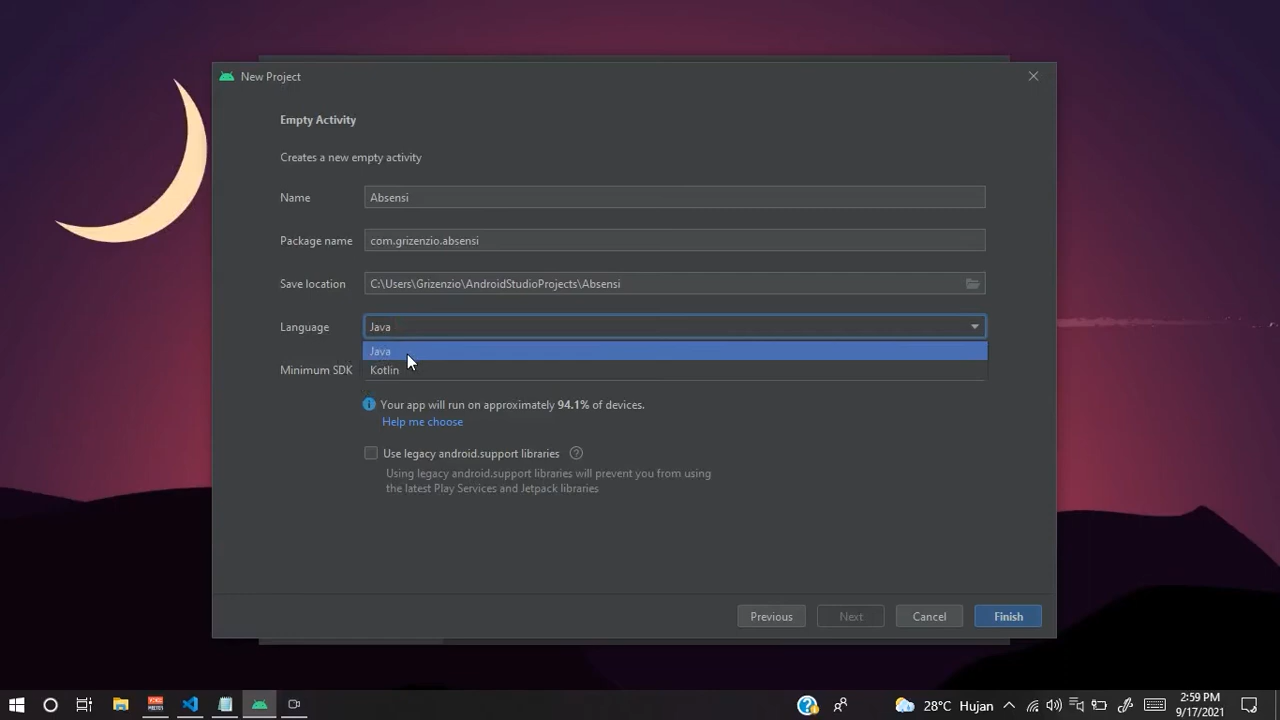 New Project
Empty Activity
Creates a new empty activity
Name Absensi
Package name com.grizenzio.absensi
Save location C:\Users\Grizenzio\AndroidStudioProjects\Absensi
Language Java
Java
Minimum SDK Kotlin
Your app will run on approximately 94.1% of devices.
Help me choose
Use legacy android.support libraries ?
Using legacy android.support libraries will prevent you from using
the latest Play Services and Jetpack libraries
Previous Next Cancel Finish
28°C Hujan 2:59 PM
9/17/2021